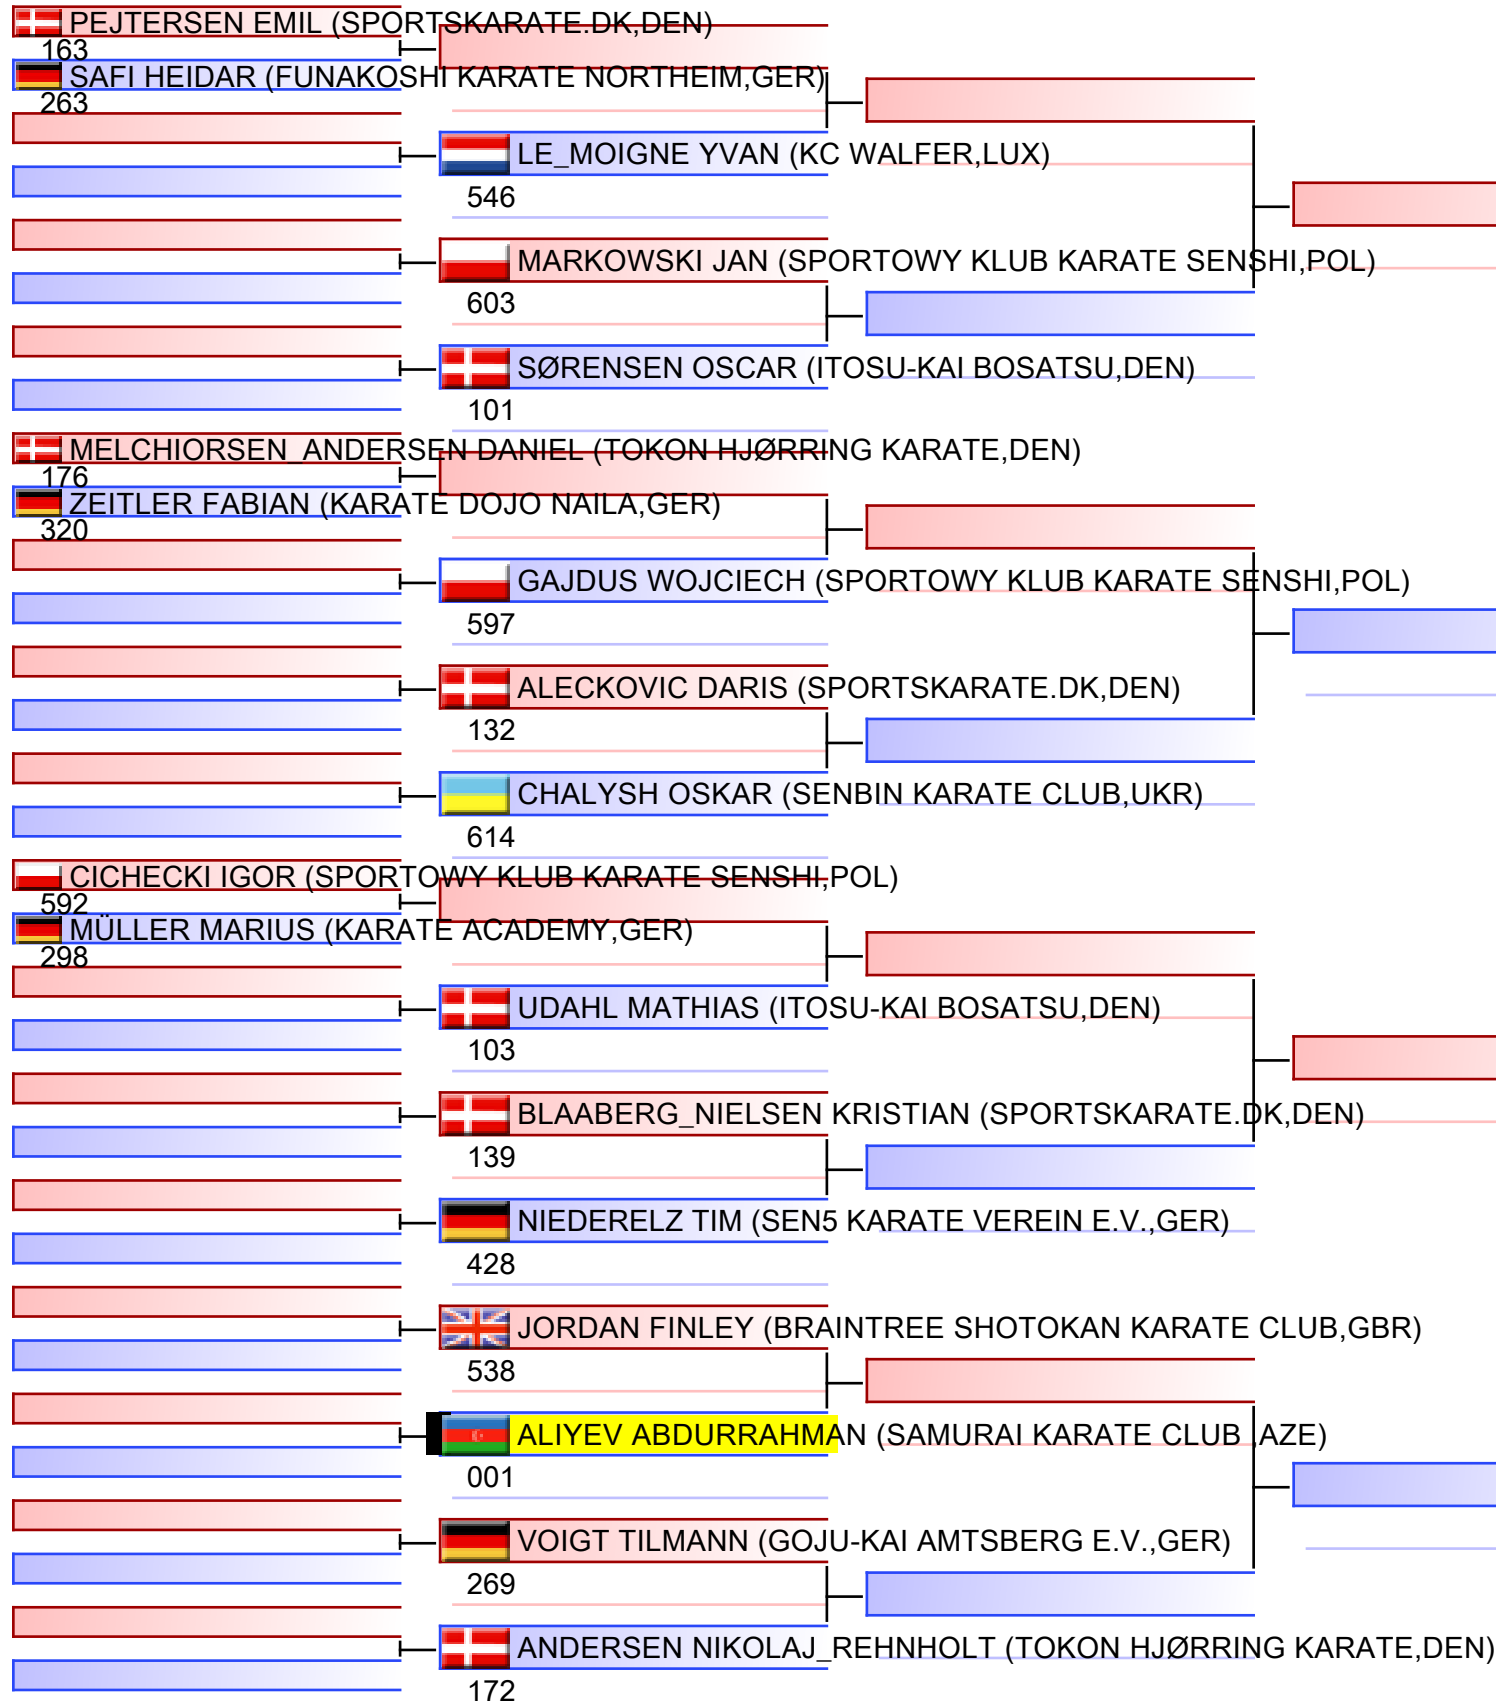 PEJTERSEN EMIL (SPORTSKARATE.DK,DEN)
163
SAFI HEIDAR (FUNAKOSHI KARATE NORTHEIM,GER)
263
LE_MOIGNE YVAN (KC WALFER,LUX)
546
MARKOWSKI JAN (SPORTOWY KLUB KARATE SENSHI,POL)
603
SØRENSEN OSCAR (ITOSU-KAI BOSATSU,DEN)
101
MELCHIORSEN_ANDERSEN DANIEL (TOKON HJØRRING KARATE,DEN)
176
ZEITLER FABIAN (KARATE DOJO NAILA,GER)
320
GAJDUS WOJCIECH (SPORTOWY KLUB KARATE SENSHI,POL)
597
ALECKOVIC DARIS (SPORTSKARATE.DK,DEN)
132
CHALYSH OSKAR (SENBIN KARATE CLUB,UKR)
614
CICHECKI IGOR (SPORTOWY KLUB KARATE SENSHI,POL)
592
MÜLLER MARIUS (KARATE ACADEMY,GER)
298
UDAHL MATHIAS (ITOSU-KAI BOSATSU,DEN)
103
BLAABERG_NIELSEN KRISTIAN (SPORTSKARATE.DK,DEN)
139
NIEDERELZ TIM (SEN5 KARATE VEREIN E.V.,GER)
428
JORDAN FINLEY (BRAINTREE SHOTOKAN KARATE CLUB,GBR)
538
ALIYEV ABDURRAHMAN (SAMURAI KARATE CLUB ,AZE)
001
VOIGT TILMANN (GOJU-KAI AMTSBERG E.V.,GER)
269
ANDERSEN NIKOLAJ_REHNHOLT (TOKON HJØRRING KARATE,DEN)
172